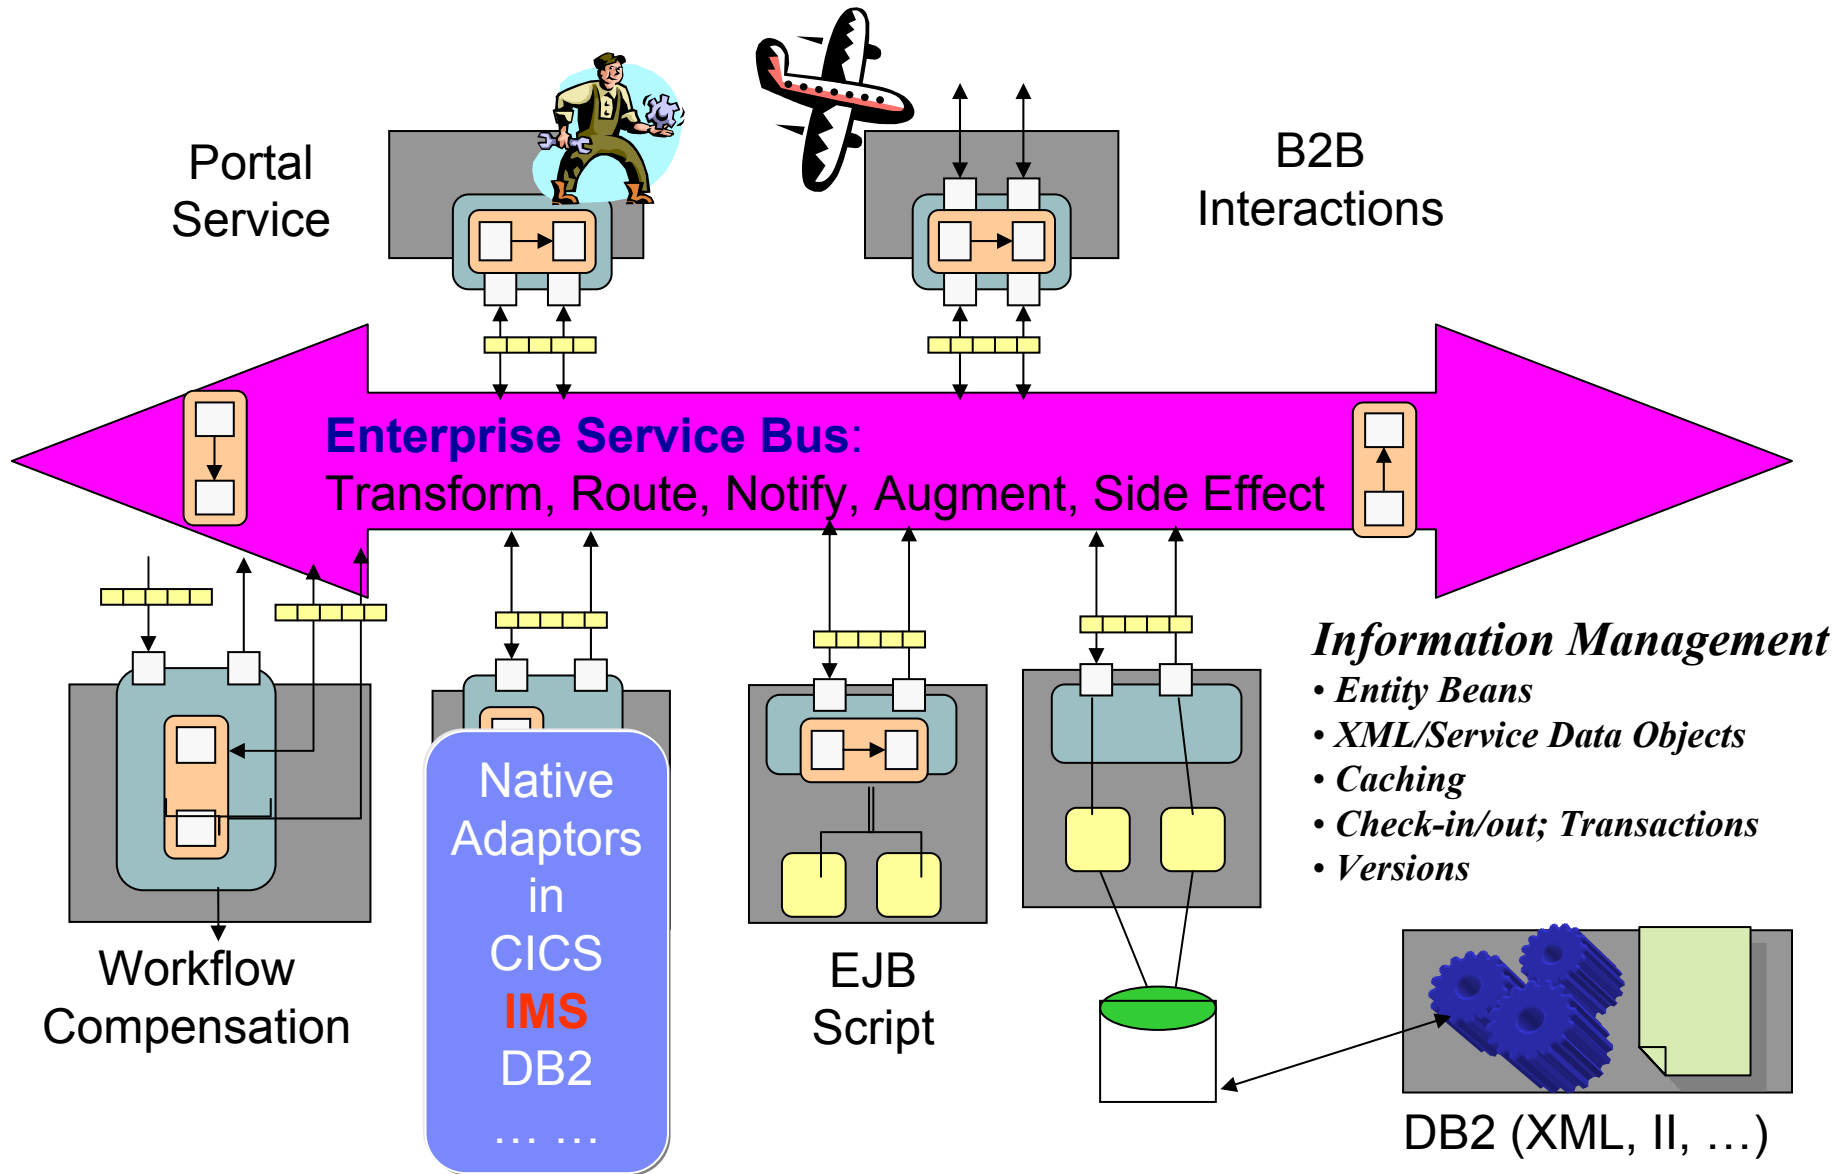 Portal
Service
B2B
Interactions
Enterprise Service Bus:
Transform, Route, Notify, Augment, Side Effect
Information Management
• Entity Beans
• XML/Service Data Objects
• Caching
• Check-in/out; Transactions
• Versions
Workflow
Compensation
Native
Adaptors
in
CICS
IMS
DB2
… …
EJB
Script
DB2 (XML, II, …)